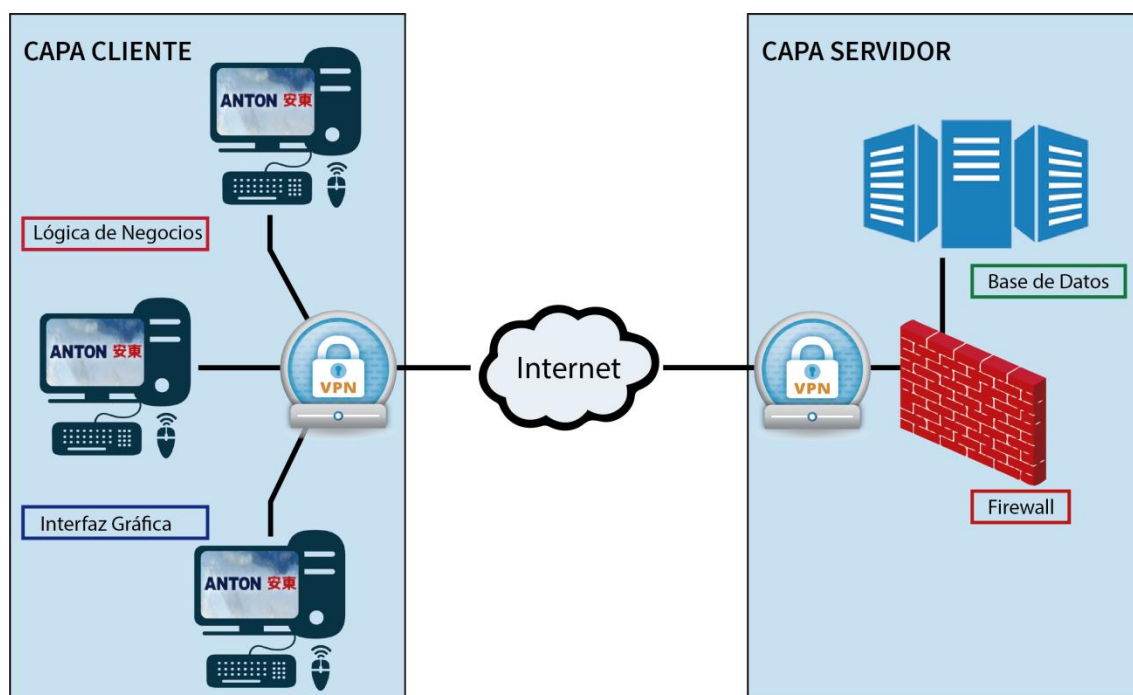 CAPA CLIENTE
ANTON 安東
Lógica de Negocios
ANTON 安東
VPN
Interfaz Gráfica
ANTON 安東
Internet
CAPA SERVIDOR
Base de Datos
VPN
Firewall